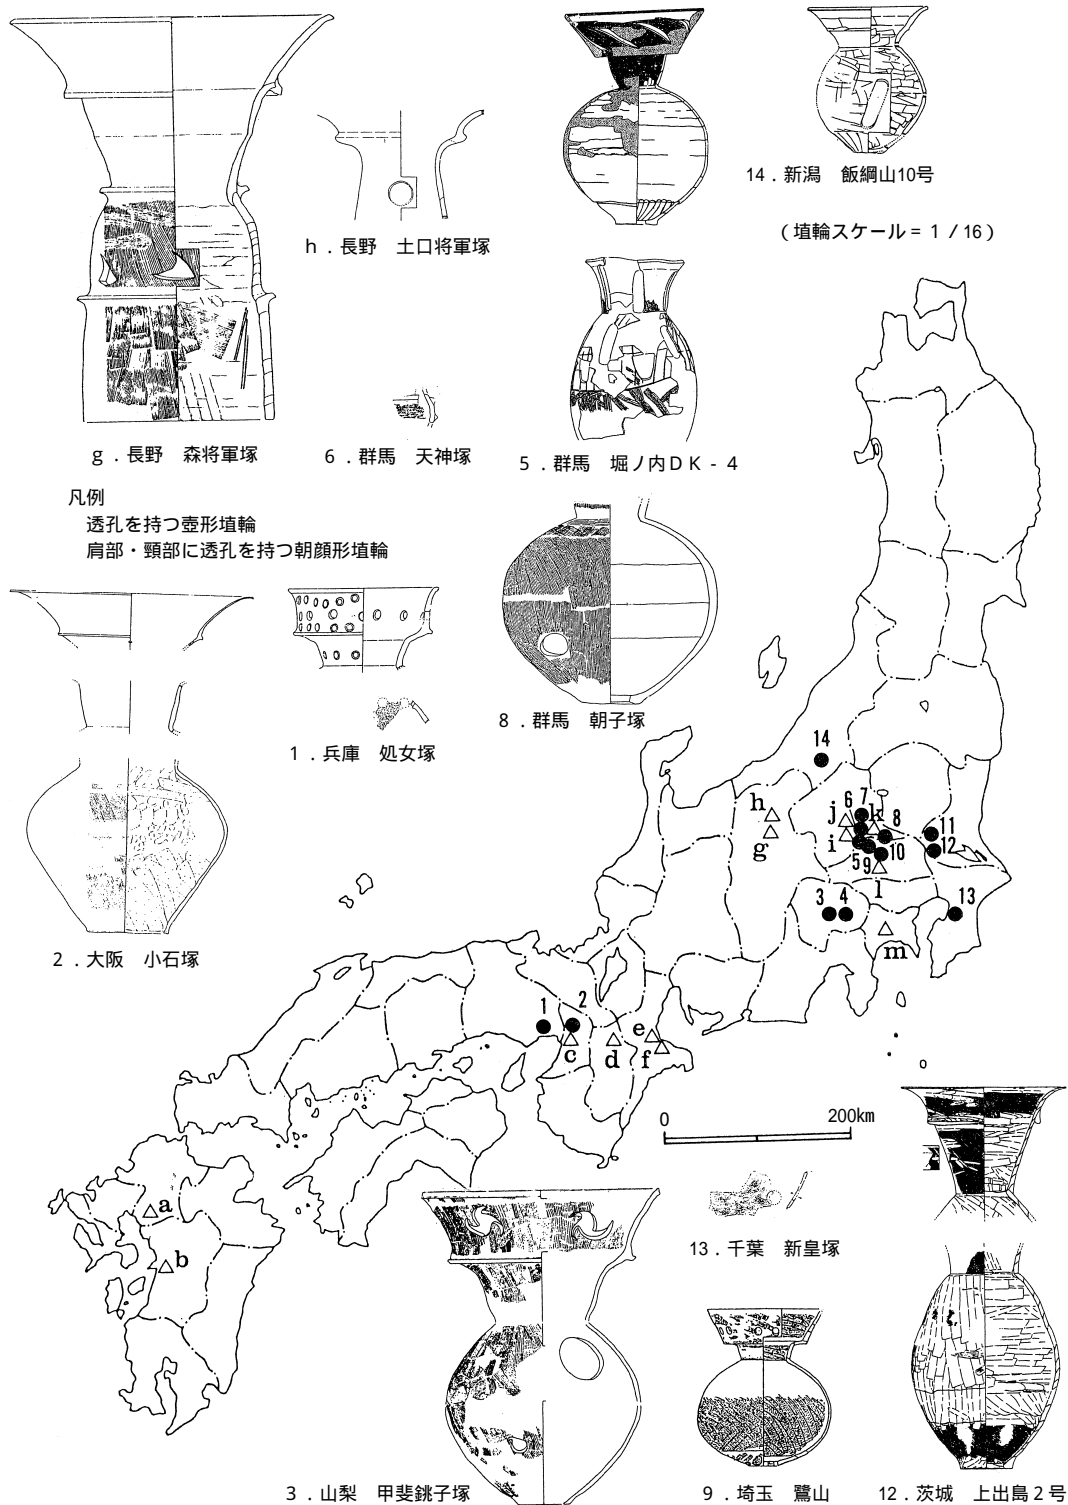 h．長野　土口将軍塚
14．新潟　飯綱山10号
（埴輪スケール＝１/16）
g．長野　森将軍塚
6．群馬　天神塚
5．群馬　堀ノ内ＤＫ-4
凡例
透孔を持つ壺形埴輪
肩部・頸部に透孔を持つ朝顔形埴輪
8．群馬　朝子塚
1．兵庫　処女塚
2．大阪　小石塚
14
h
g
6
7
j
k
8
i
5
9
10
11
12
l
3
4
13
m
1
2
c
d
e
f
0
200km
a
b
13．千葉　新皇塚
3．山梨　甲斐銚子塚
9．埼玉　鷺山
12．茨城　上出島２号